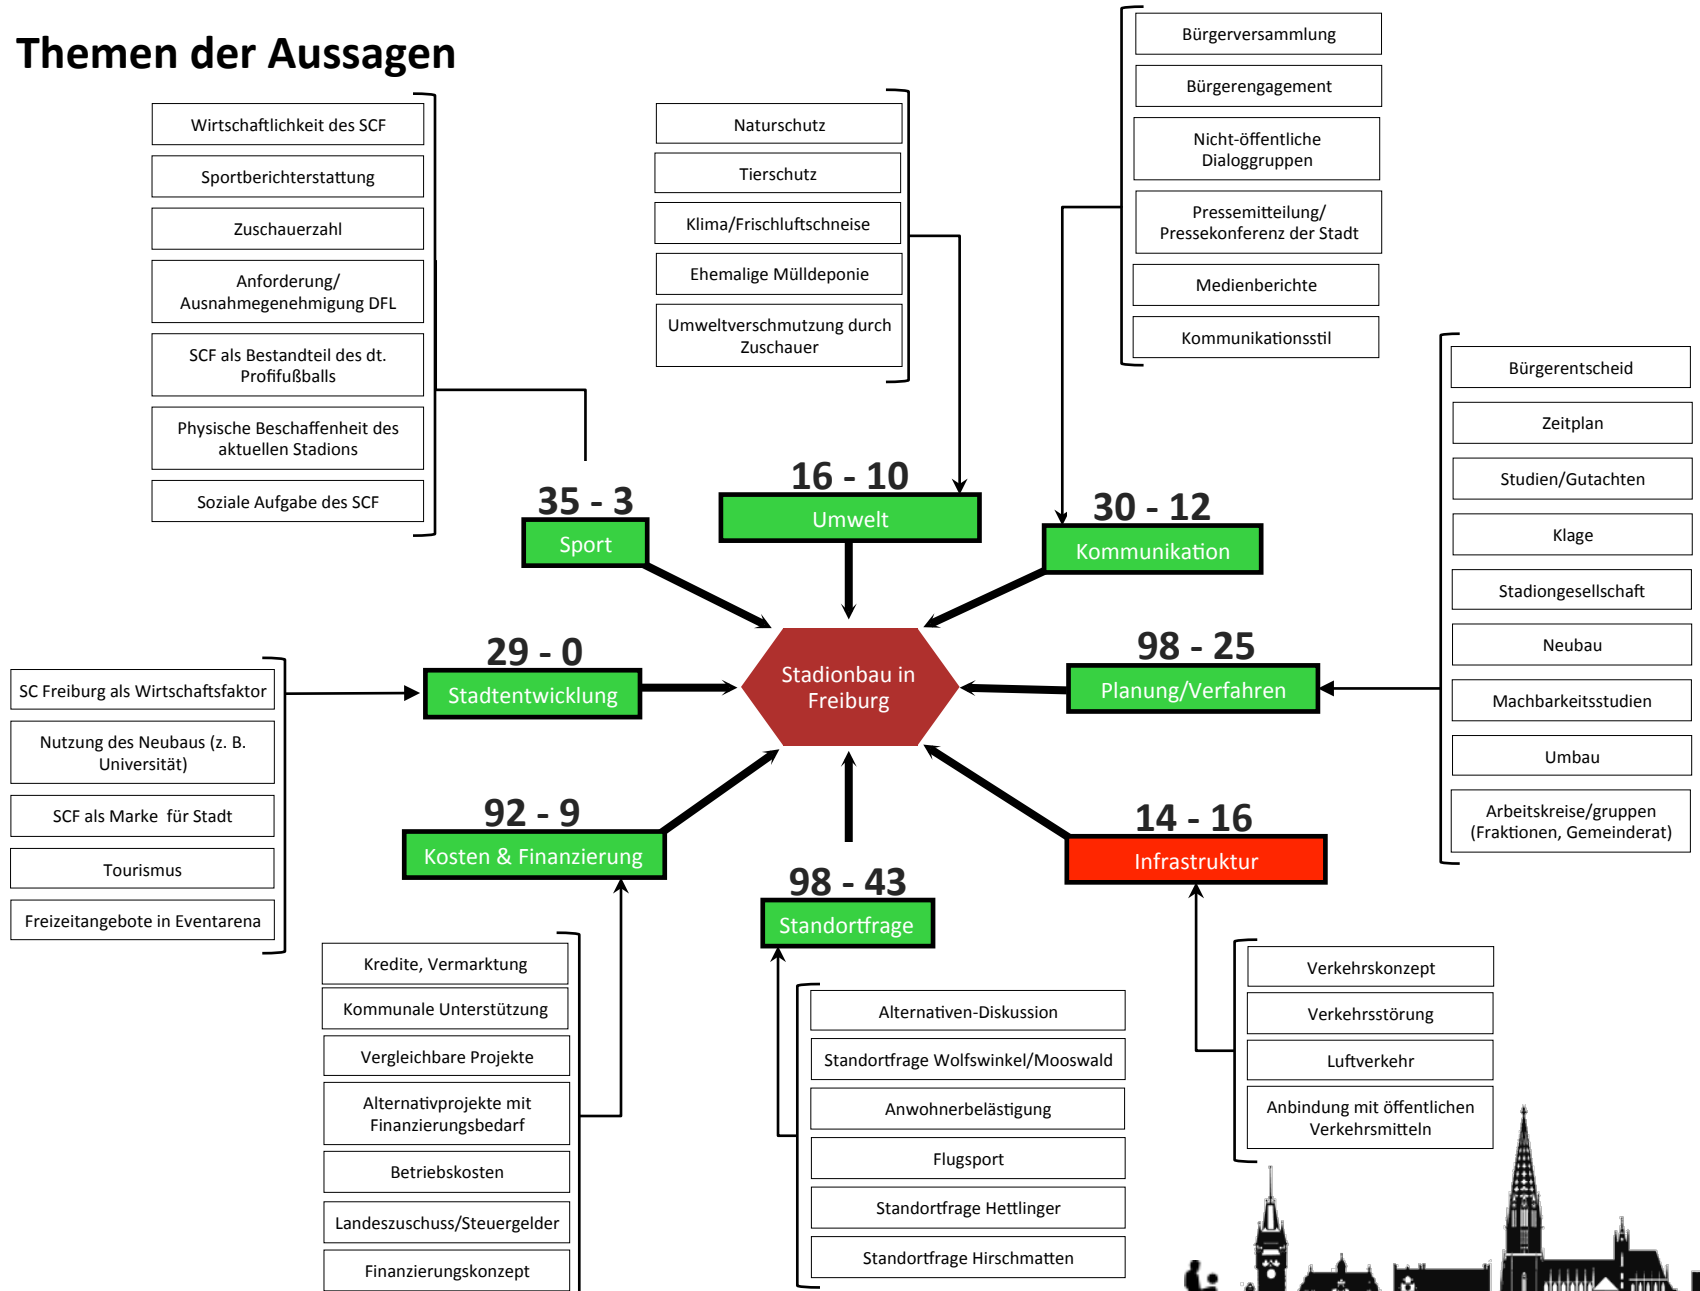 Themen der Aussagen
Wirtschaftlichkeit des SCF
Sportberichterstattung
Zuschauerzahl
Anforderung/
Ausnahmegenehmigung DFL
SCF als Bestandteil des dt.
Profifußballs
Physische Beschaffenheit des
aktuellen Stadions
Soziale Aufgabe des SCF
Naturschutz
Tierschutz
Klima/Frischluftschneise
Ehemalige Mülldeponie
Umweltverschmutzung durch
Zuschauer
Bürgerversammlung
Bürgerengagement
Nicht-öffentliche
Dialoggruppen
Pressemitteilung/
Pressekonferenz der Stadt
Medienberichte
Kommunikationsstil
Bürgerentscheid
Zeitplan
Studien/Gutachten
Klage
Stadiongesellschaft
Neubau
Machbarkeitsstudien
Umbau
Arbeitskreise/gruppen
(Fraktionen, Gemeinderat)
35 - 3
Sport
16 - 10
Umwelt
30 - 12
Kommunikation
29 - 0
Stadtentwicklung
Stadionbau in
Freiburg
98 - 25
Planung/Verfahren
92 - 9
Kosten & Finanzierung
98 - 43
Standortfrage
14 - 16
Infrastruktur
SC Freiburg als Wirtschaftsfaktor
Nutzung des Neubaus (z. B.
Universität)
SCF als Marke für Stadt
Tourismus
Freizeitangebote in Eventarena
Kredite, Vermarktung
Kommunale Unterstützung
Vergleichbare Projekte
Alternativprojekte mit
Finanzierungsbedarf
Betriebskosten
Landeszuschuss/Steuergelder
Finanzierungskonzept
Alternativen-Diskussion
Standortfrage Wolfswinkel/Mooswald
Anwohnerbelästigung
Flugsport
Standortfrage Hettlinger
Standortfrage Hirschmatten
Verkehrskonzept
Verkehrsstörung
Luftverkehr
Anbindung mit öffentlichen
Verkehrsmitteln